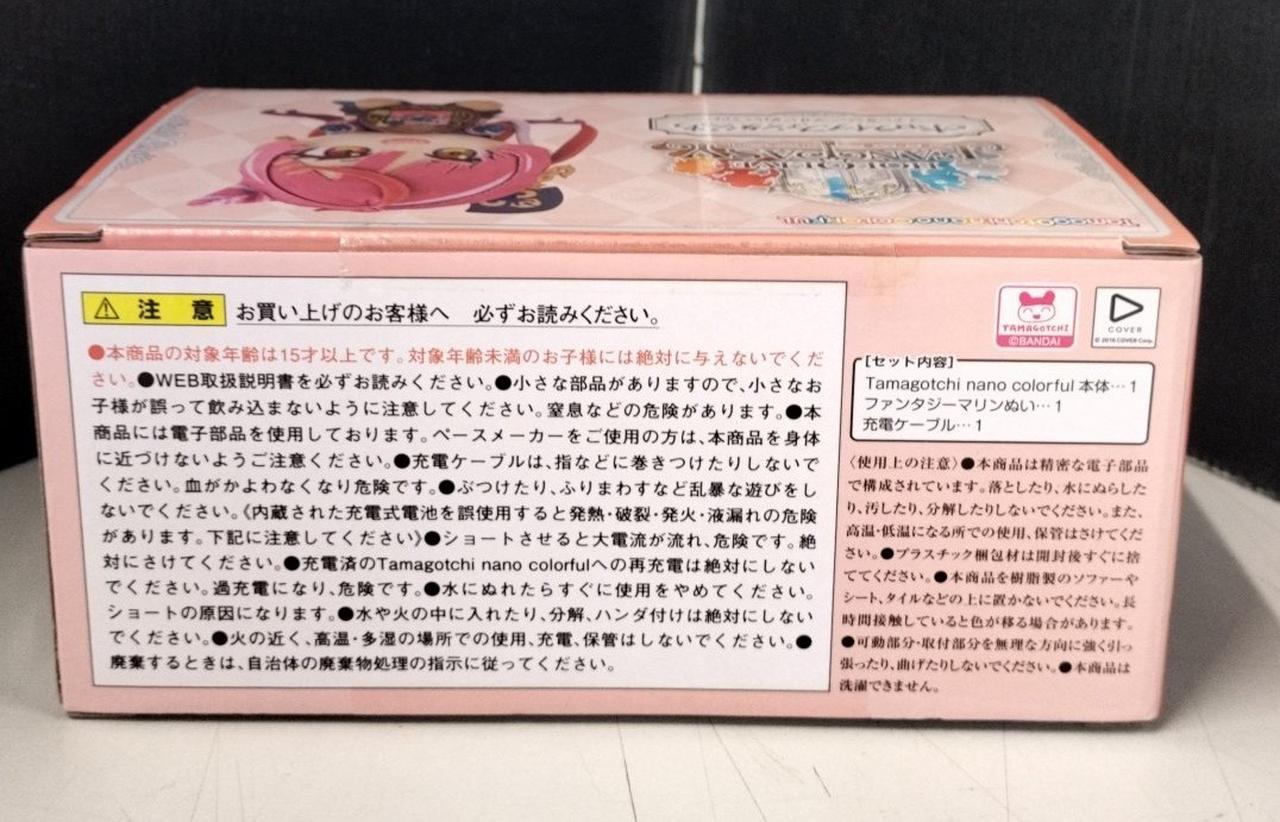 Tamagotchi nano colorful
注意 お買い上げのお客様へ 必ずお読みください。
●本商品の対象年齢は15才以上です。対象年齢未満のお子様には絶対に与えないでくだ
さい。●WEB取扱説明書を必ずお読みください。●小さな部品がありますので、小さなお
子様が誤って飲み込まないように注意してください。窒息などの危険があります。●本
商品には電子部品を使用しております。ペースメーカーをご使用の方は、本商品を身体
に近づけないようご注意ください。●充電ケーブルは、指などに巻きつけたりしないで
ください。血がかよわなくなり危険です。●ぶつけたり、ふりまわすなど乱暴な遊びをし
ないでください。《内蔵された充電式電池を誤使用すると発熱・破裂・発火・液漏れの危険
があります。下記に注意してください》●ショートさせると大電流が流れ、危険です。絶
対にさけてください。●充電済のTamagotchi nano colorfulへの再充電は絶対にしない
でください。過充電になり、危険です。●水にぬれたらすぐに使用をやめてください。
ショートの原因になります。●水や火の中に入れたり、分解、ハンダ付けは絶対にしない
でください。●火の近く、高温・多湿の場所での使用、充電、保管はしないでください。●
廃棄するときは、自治体の廃棄物処理の指示に従ってください。
TAMAGOTCHI
©BANDAI
COVER
© 2016 COVER Corp.
[セット内容]
Tamagotchi nano colorful 本体…1
ファンタジーマリンぬい…1
充電ケーブル…1
〈使用上の注意〉●本商品は精密な電子部品
で構成されています。落としたり、水にぬらした
り、汚したり、分解したりしないでください。また、
高温・低温になる所での使用、保管はさけてくだ
さい。●プラスチック梱包材は開封後すぐに捨
ててください。●本商品を樹脂製のソファーや
シート、タイルなどの上に置かないでください。長
時間接触していると色が移る場合があります。
●可動部分・取付部分を無理な方向に強く引っ
張ったり、曲げたりしないでください。●本商品は
洗濯できません。